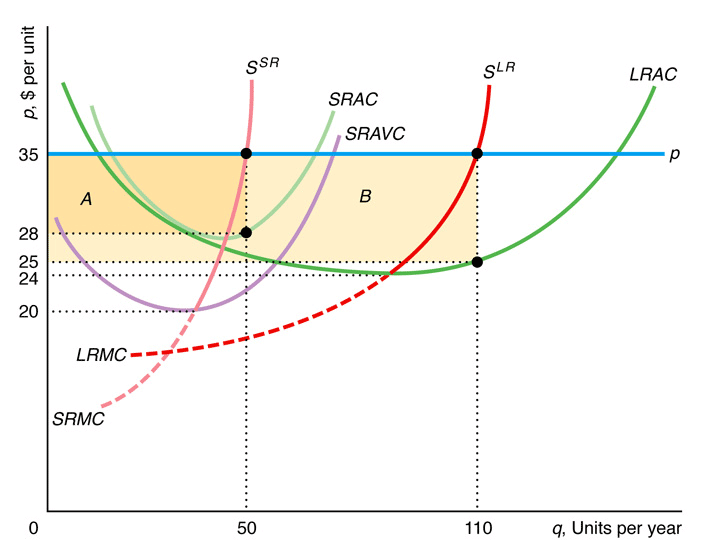 p, $ per unit
S^SR
S^LR
LRAC
SRAC
SRAVC
35
p
A
B
28
25
24
20
LRMC
SRMC
0
50
110
q, Units per year